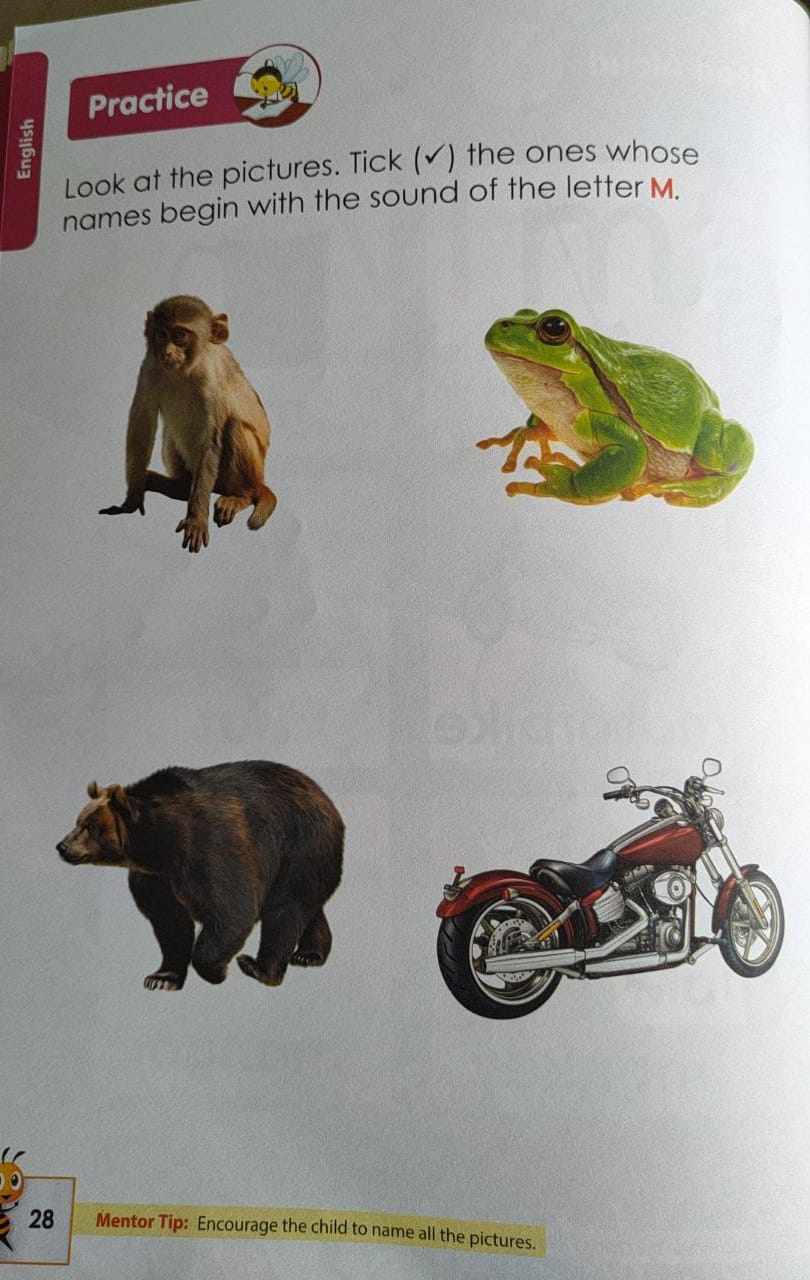 English
Practice
Look at the pictures. Tick (✓) the ones whose
names begin with the sound of the letter M.
28
Mentor Tip: Encourage the child to name all the pictures.